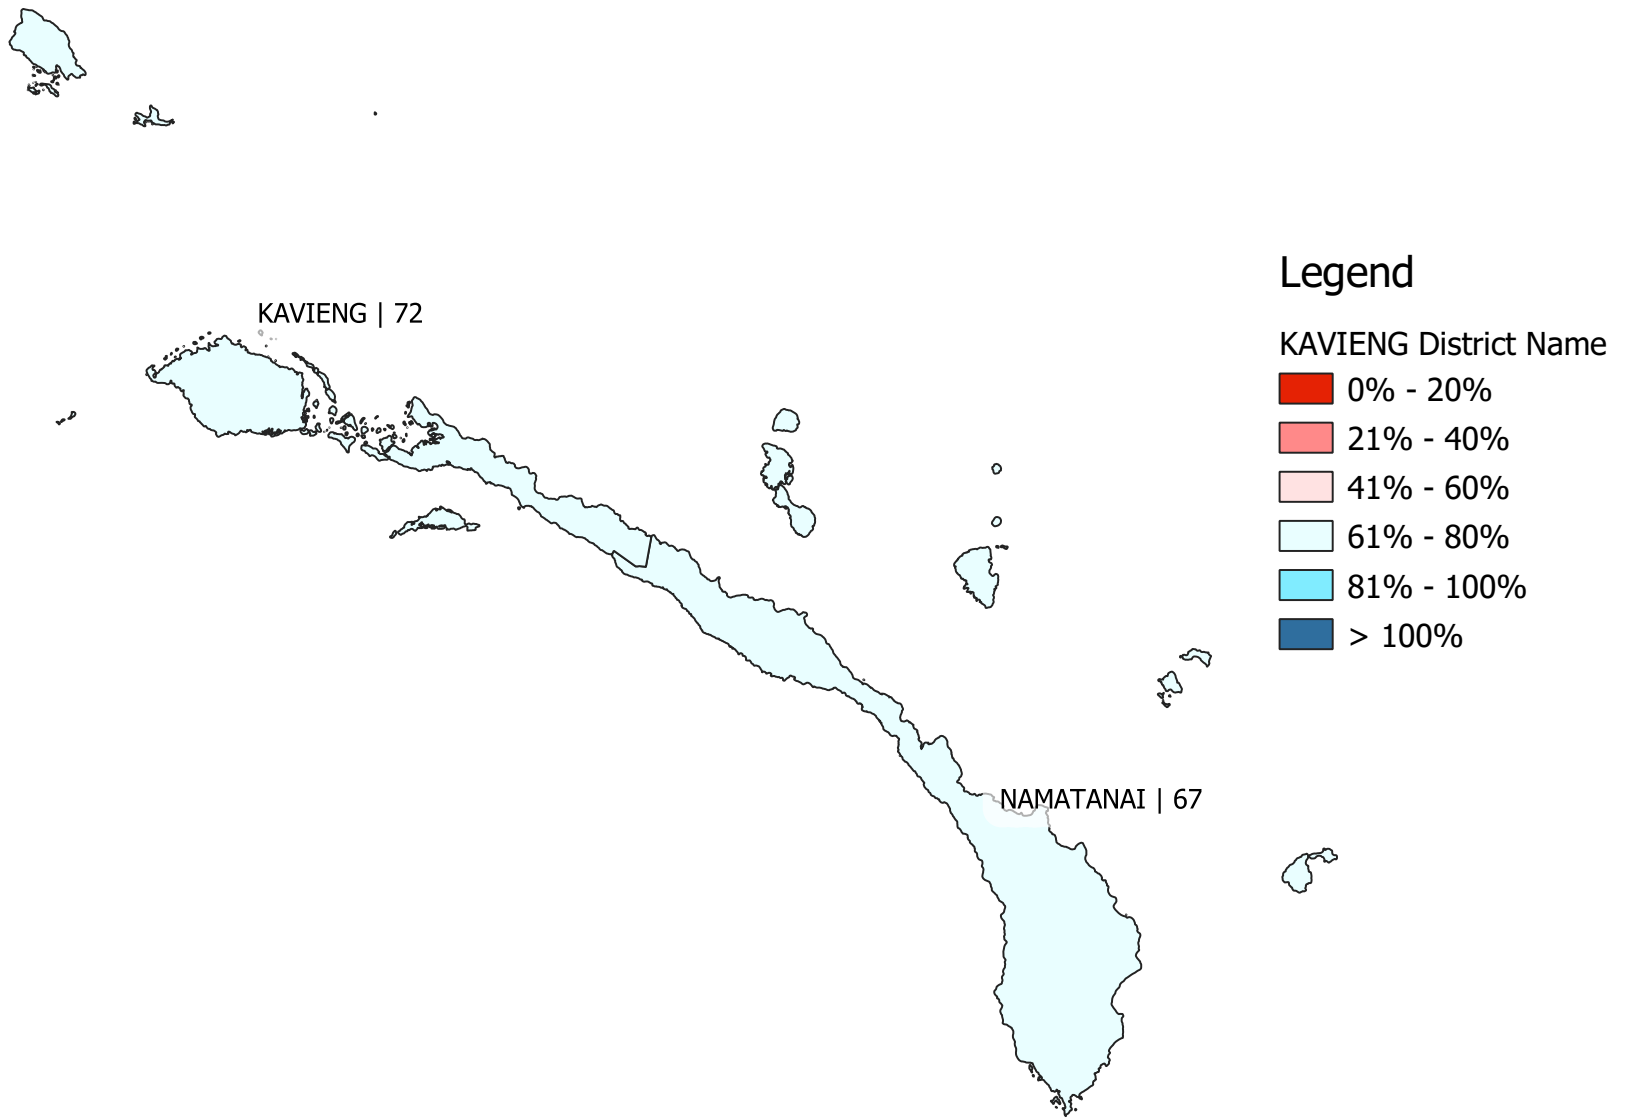 KAVIENG | 72
NAMATANAI | 67
Legend
KAVIENG District Name
0% - 20%
21% - 40%
41% - 60%
61% - 80%
81% - 100%
> 100%